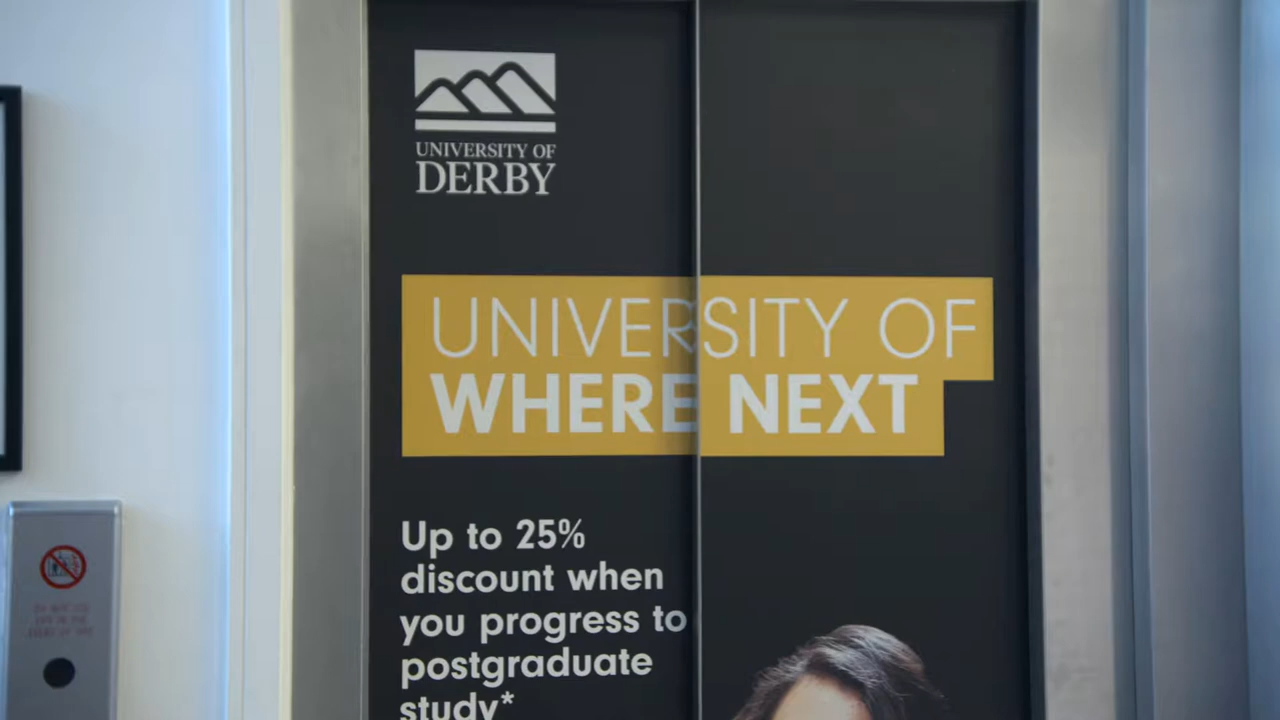 UNIVERSITY OF
DERBY
UNIVERSITY OF
WHERE NEXT
Up to 25%
discount when
you progress to
postgraduate
study*